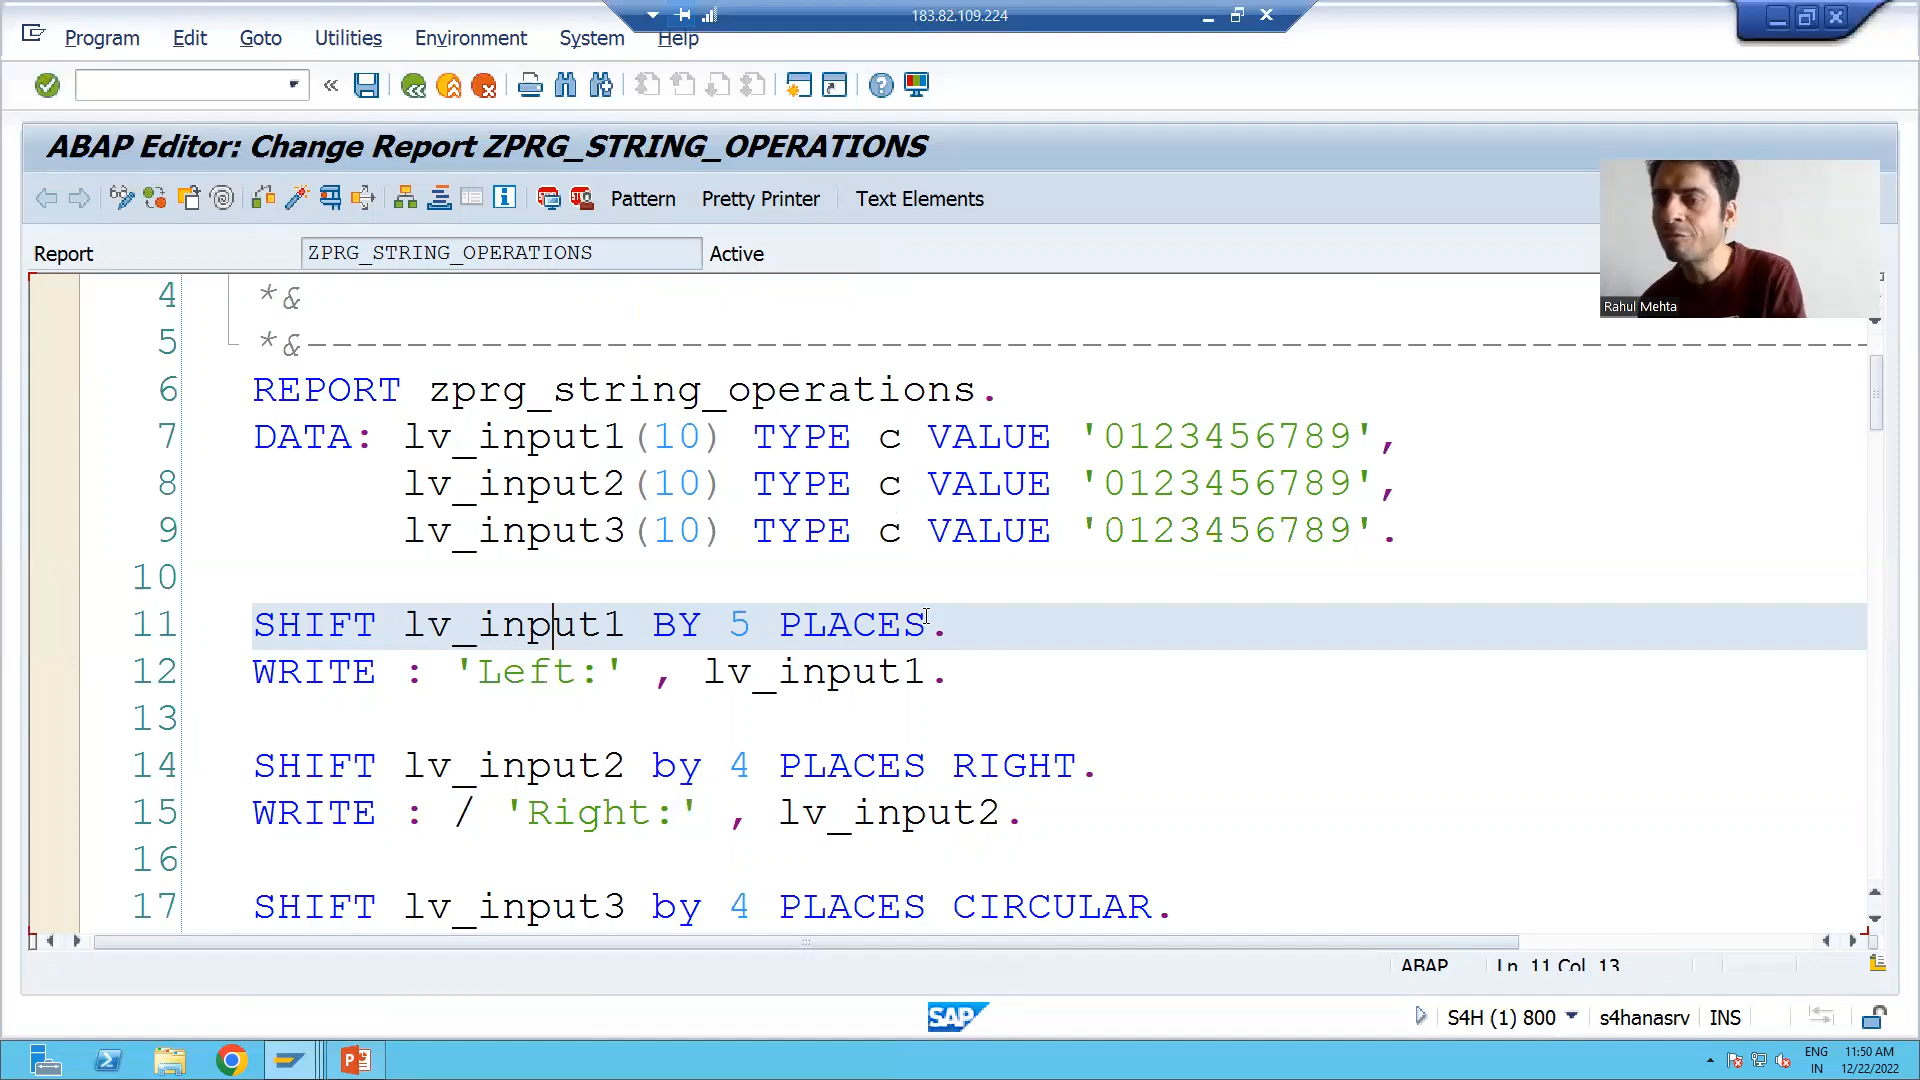 183.82.109.224
Program Edit Goto Utilities Environment System Help
ABAP Editor: Change Report ZPRG_STRING_OPERATIONS
Pattern Pretty Printer Text Elements
Report ZPRG_STRING_OPERATIONS Active
Rahul Mehta
4 *&
5 *&---------------------------------------------------------------------
6 REPORT zprg_string_operations.
7 DATA: lv_input1(10) TYPE c VALUE '0123456789',
8 lv_input2(10) TYPE c VALUE '0123456789',
9 lv_input3(10) TYPE c VALUE '0123456789'.
10
11 SHIFT lv_input1 BY 5 PLACES.
12 WRITE : 'Left:' , lv_input1.
13
14 SHIFT lv_input2 by 4 PLACES RIGHT.
15 WRITE : / 'Right:' , lv_input2.
16
17 SHIFT lv_input3 by 4 PLACES CIRCULAR.
ABAP Ln 11 Col 13
SAP
S4H (1) 800 s4hanasrv INS
ENG 11:50 AM
IN 12/22/2022